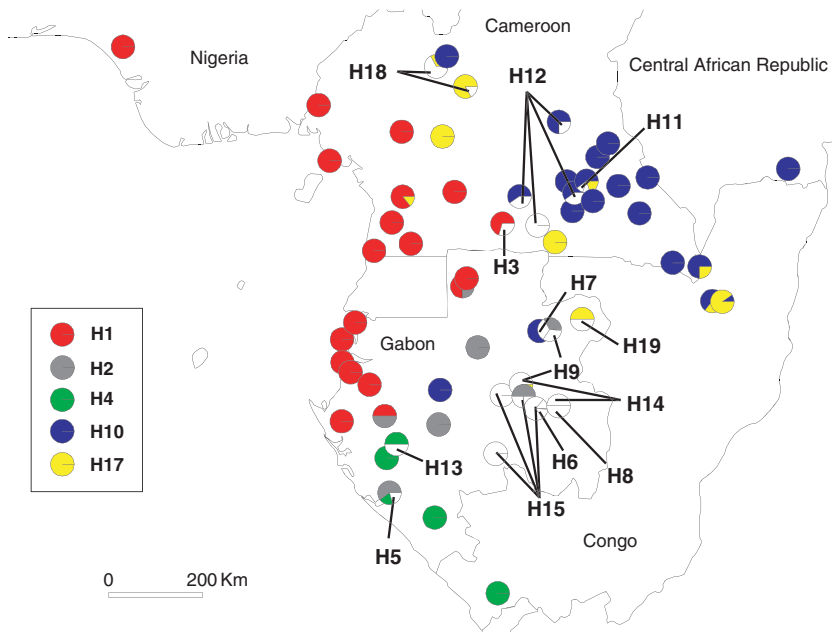 Cameroon
Nigeria
Central African Republic
H18
H12
H11
H3
H7
H1
H2
H4
H10
H17
Gabon
H19
H9
H14
H6
H8
H13
H15
H5
Congo
0 200 Km